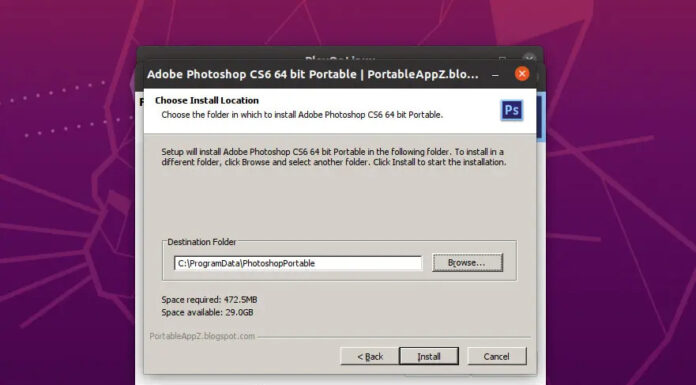 PlayOnLinux
Adobe Photoshop CS6 64 bit Portable | PortableAppZ.blo...
Choose Install Location
Choose the folder in which to install Adobe Photoshop CS6 64 bit Portable.
Ps
Setup will install Adobe Photoshop CS6 64 bit Portable in the following folder. To install in a
different folder, click Browse and select another folder. Click Install to start the installation.
Destination Folder
C:\ProgramData\PhotoshopPortable
Browse...
Space required: 472.5MB
Space available: 29.0GB
PortableAppZ.blogspot.com
< Back
Install
Cancel